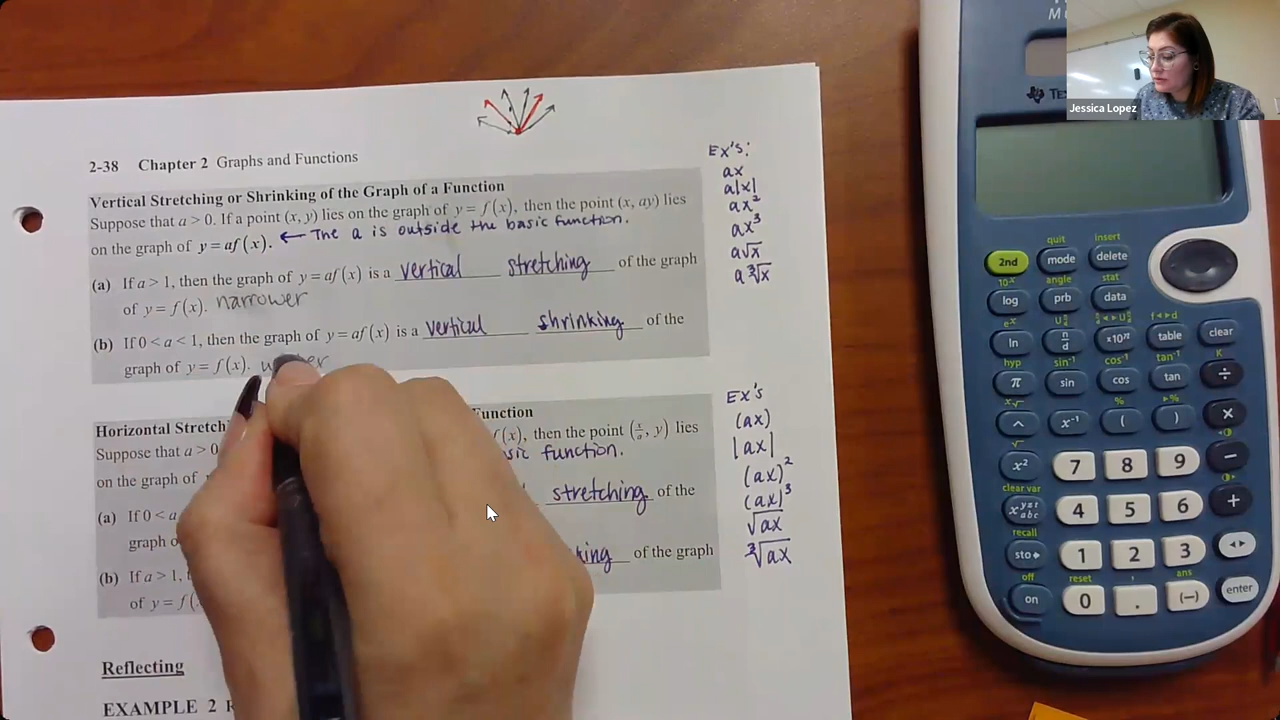 Jessica Lopez
2-38 Chapter 2 Graphs and Functions
Vertical Stretching or Shrinking of the Graph of a Function
Suppose that a > 0. If a point (x, y) lies on the graph of y = f(x), then the point (x, ay) lies
on the graph of y = af(x). ← The a is outside the basic function.
(a) If a > 1, then the graph of y = af(x) is a vertical stretching of the graph
of y = f(x). narrower
(b) If 0 < a < 1, then the graph of y = af(x) is a vertical shrinking of the
graph of y = f(x).
Ex's:
ax
a|x|
ax²
ax³
a√x
a∛x
Horizontal Function
Suppose that a > 0 f(x), then the point (x/a, y) lies
on the graph of function.
(a) If 0 < a stretching of the
graph of the graph
(b) If a > 1,
of y = f(
Ex's
(ax)
|ax|
(ax)²
(ax)³
√ax
∛ax
Reflecting
EXAMPLE 2
quit insert
2nd mode delete
10ˣ angle stat
log prb data
eˣ f◄►d
ln n/d ×10ⁿ table clear
hyp sin⁻¹ cos⁻¹ tan⁻¹ K
π sin cos tan ÷
ˣ√ % ►%
^ x⁻¹ ( ) ×
√
x² 7 8 9 −
clear var
x yzt abc 4 5 6 +
recall
sto► 1 2 3 ◄►
off reset , ans
on 0 . (−) enter